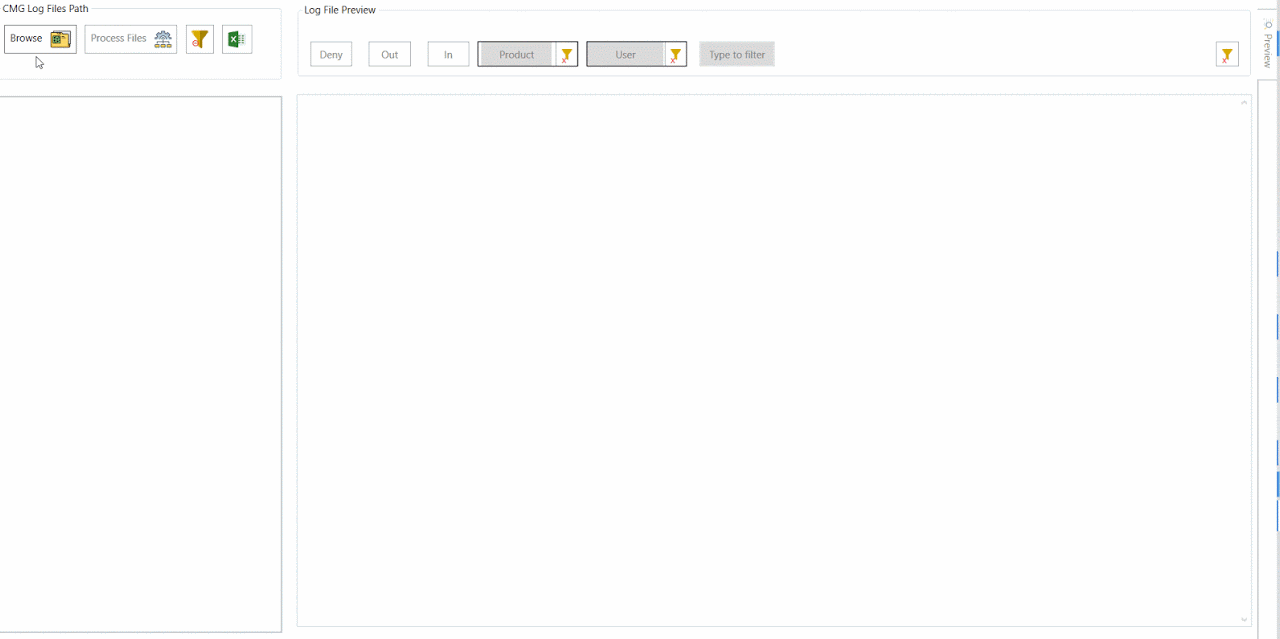 CMG Log Files Path
Browse
Process Files
Log File Preview
Deny
Out
In
Product
User
Type to filter
Preview